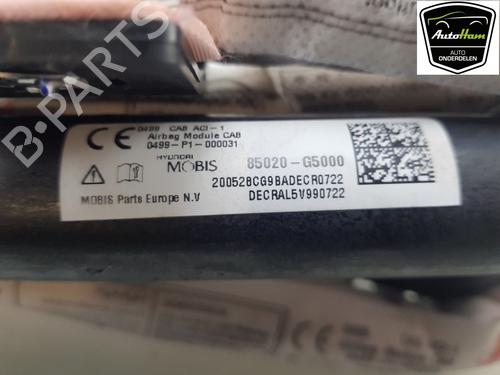 AutoHam
AUTO
ONDERDELEN
B-PARTS
0499 CAB ACI-1
Airbag Module CAB
0499-P1-000031
HYUNDAI
MOBIS
85020-G5000
200528CG9BADECR0722
MOBIS Parts Europe N.V
DECRAL5V990722